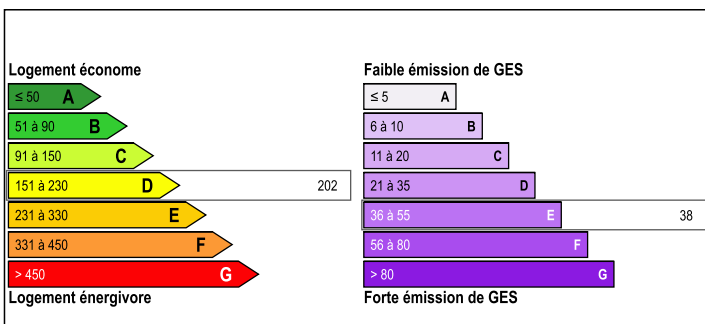 Logement économe
≤ 50 A
51 à 90 B
91 à 150 C
151 à 230 D 202
231 à 330 E
331 à 450 F
> 450 G
Logement énergivore
Faible émission de GES
≤ 5 A
6 à 10 B
11 à 20 C
21 à 35 D
36 à 55 E 38
56 à 80 F
> 80 G
Forte émission de GES